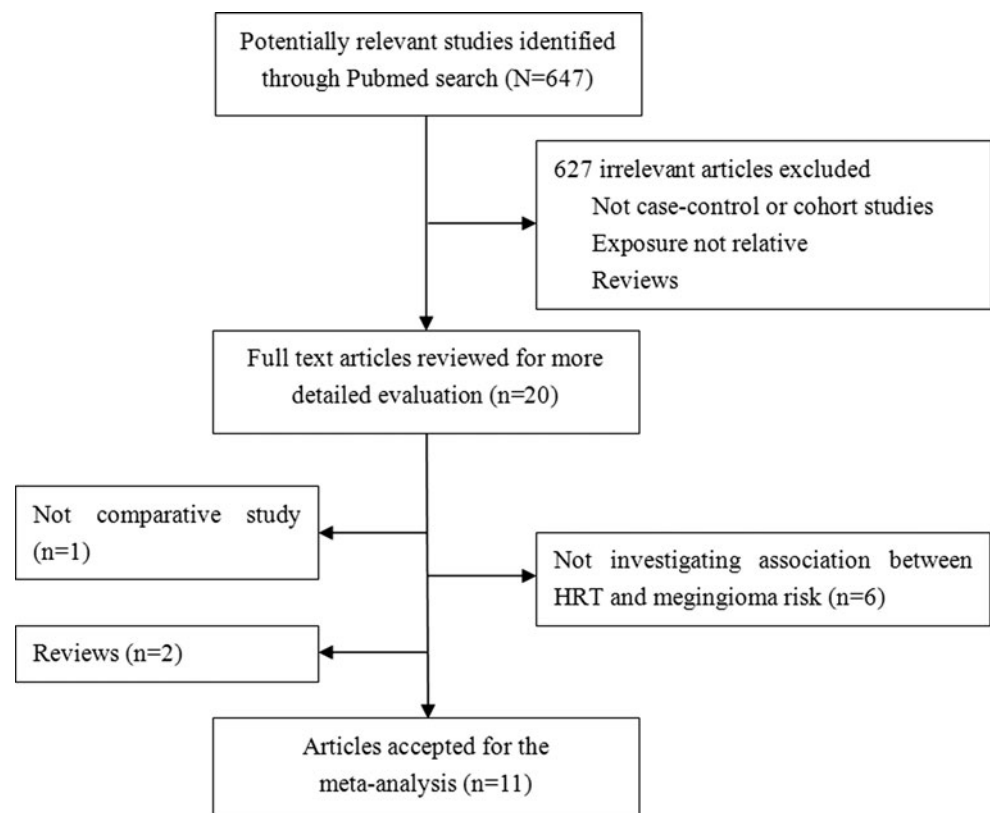 Potentially relevant studies identified
through Pubmed search (N=647)
627 irrelevant articles excluded
Not case-control or cohort studies
Exposure not relative
Reviews
Full text articles reviewed for more
detailed evaluation (n=20)
Not comparative study
(n=1)
Not investigating association between
HRT and megingioma risk (n=6)
Reviews (n=2)
Articles accepted for the
meta-analysis (n=11)